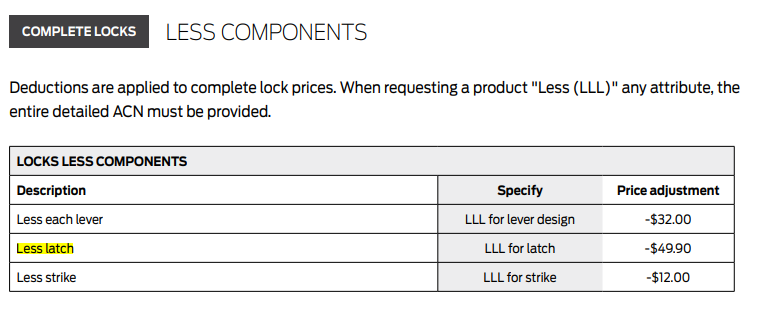 COMPLETE LOCKS LESS COMPONENTS
Deductions are applied to complete lock prices. When requesting a product "Less (LLL)" any attribute, the
entire detailed ACN must be provided.
LOCKS LESS COMPONENTS
Description Specify Price adjustment
Less each lever LLL for lever design -$32.00
Less latch LLL for latch -$49.90
Less strike LLL for strike -$12.00